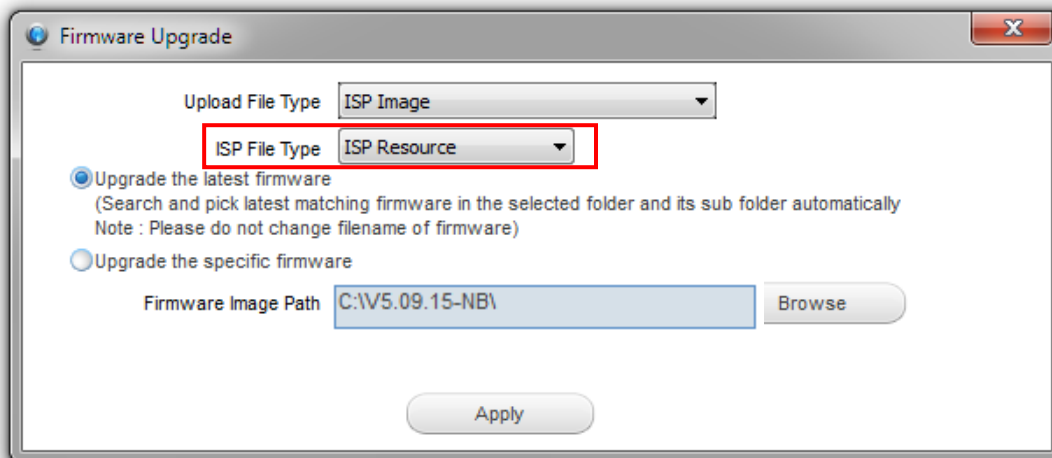 Firmware Upgrade
Upload File Type ISP Image
ISP File Type ISP Resource
Upgrade the latest firmware
(Search and pick latest matching firmware in the selected folder and its sub folder automatically
Note : Please do not change filename of firmware)
Upgrade the specific firmware
Firmware Image Path C:\V5.09.15-NB\ Browse
Apply